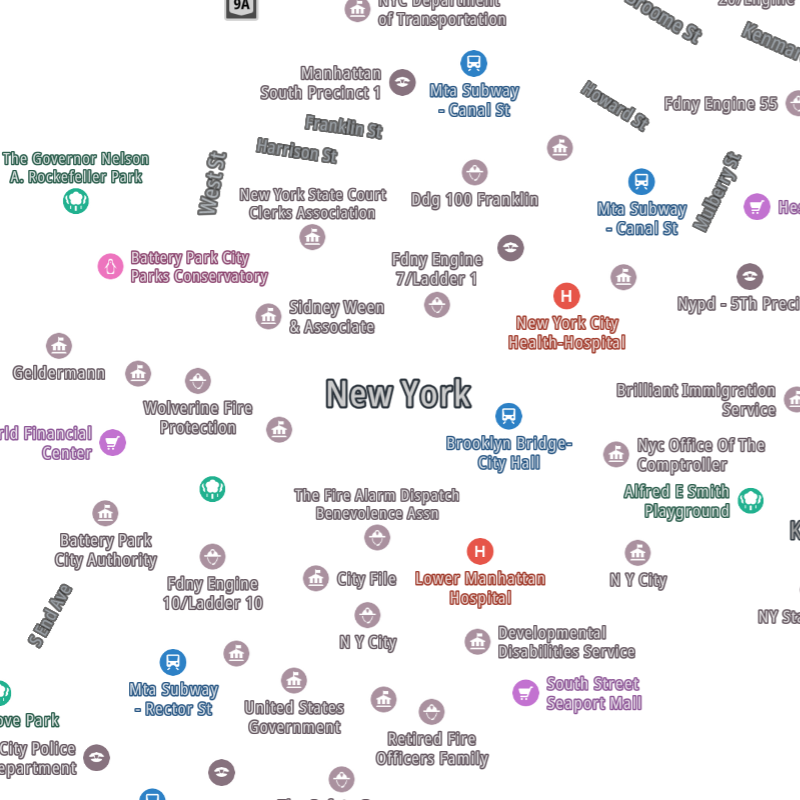 9A
NYC Department
of Transportation
Broome St
Kenmar
Manhattan
South Precinct 1
Mta Subway
- Canal St
Howard St
Fdny Engine 55
Franklin St
Harrison St
The Governor Nelson
A. Rockefeller Park
West St
New York State Court
Clerks Association
Ddg 100 Franklin
Mta Subway
- Canal St
Mulberry St
Hes
Battery Park City
Parks Conservatory
Fdny Engine
7/Ladder 1
Sidney Ween
& Associate
H
New York City
Health-Hospital
Nypd - 5Th Preci
Geldermann
Wolverine Fire
Protection
New York
Brilliant Immigration
Service
rld Financial
Center
Brooklyn Bridge-
City Hall
Nyc Office Of The
Comptroller
Alfred E Smith
Playground
The Fire Alarm Dispatch
Benevolence Assn
Battery Park
City Authority
Fdny Engine
10/Ladder 10
City File
H
Lower Manhattan
Hospital
N Y City
K
NY Sta
S End Ave
N Y City
Developmental
Disabilities Service
Mta Subway
- Rector St
United States
Government
South Street
Seaport Mall
ove Park
Retired Fire
Officers Family
City Police
epartment